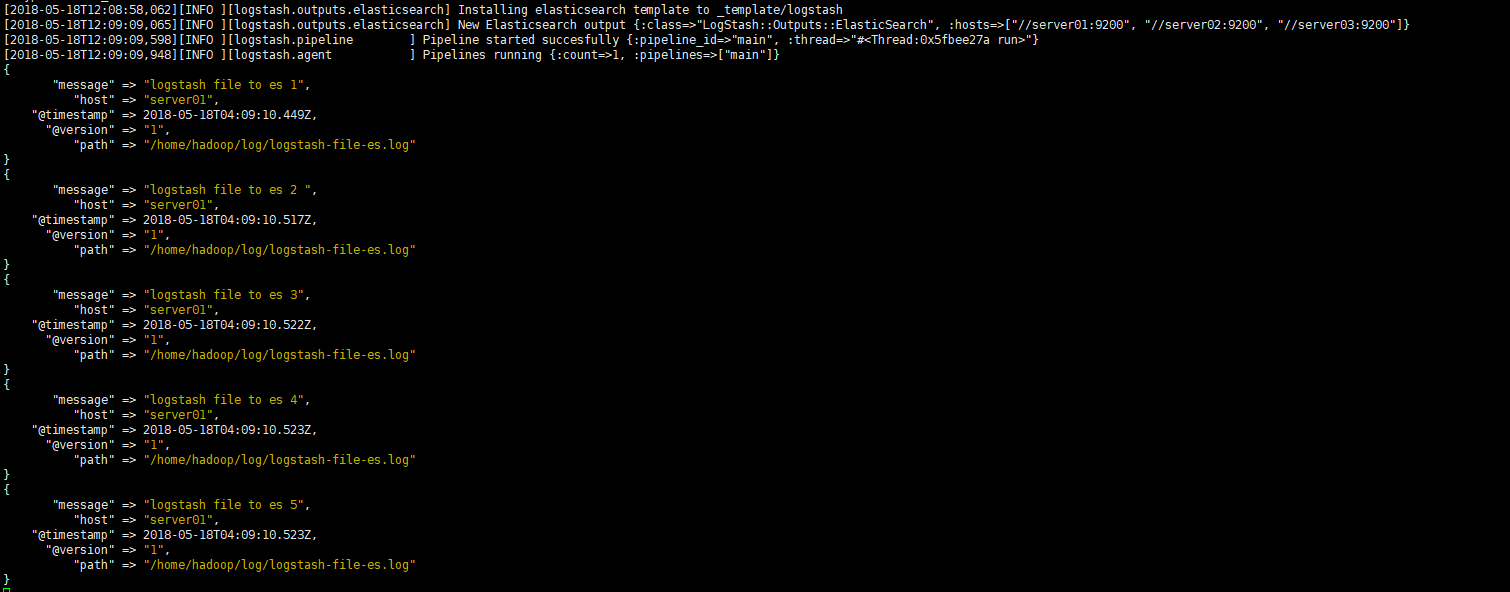 [2018-05-18T12:08:58,062][INFO ][logstash.outputs.elasticsearch] Installing elasticsearch template to _template/logstash
[2018-05-18T12:09:09,065][INFO ][logstash.outputs.elasticsearch] New Elasticsearch output {:class=>"LogStash::Outputs::ElasticSearch", :hosts=>["//server01:9200", "//server02:9200", "//server03:9200"]}
[2018-05-18T12:09:09,598][INFO ][logstash.pipeline        ] Pipeline started succesfully {:pipeline_id=>"main", :thread=>"#<Thread:0x5fbee27a run>"}
[2018-05-18T12:09:09,948][INFO ][logstash.agent           ] Pipelines running {:count=>1, :pipelines=>["main"]}
{
       "message" => "logstash file to es 1",
          "host" => "server01",
    "@timestamp" => 2018-05-18T04:09:10.449Z,
      "@version" => "1",
          "path" => "/home/hadoop/log/logstash-file-es.log"
}
{
       "message" => "logstash file to es 2 ",
          "host" => "server01",
    "@timestamp" => 2018-05-18T04:09:10.517Z,
      "@version" => "1",
          "path" => "/home/hadoop/log/logstash-file-es.log"
}
{
       "message" => "logstash file to es 3",
          "host" => "server01",
    "@timestamp" => 2018-05-18T04:09:10.522Z,
      "@version" => "1",
          "path" => "/home/hadoop/log/logstash-file-es.log"
}
{
       "message" => "logstash file to es 4",
          "host" => "server01",
    "@timestamp" => 2018-05-18T04:09:10.523Z,
      "@version" => "1",
          "path" => "/home/hadoop/log/logstash-file-es.log"
}
{
       "message" => "logstash file to es 5",
          "host" => "server01",
    "@timestamp" => 2018-05-18T04:09:10.523Z,
      "@version" => "1",
          "path" => "/home/hadoop/log/logstash-file-es.log"
}